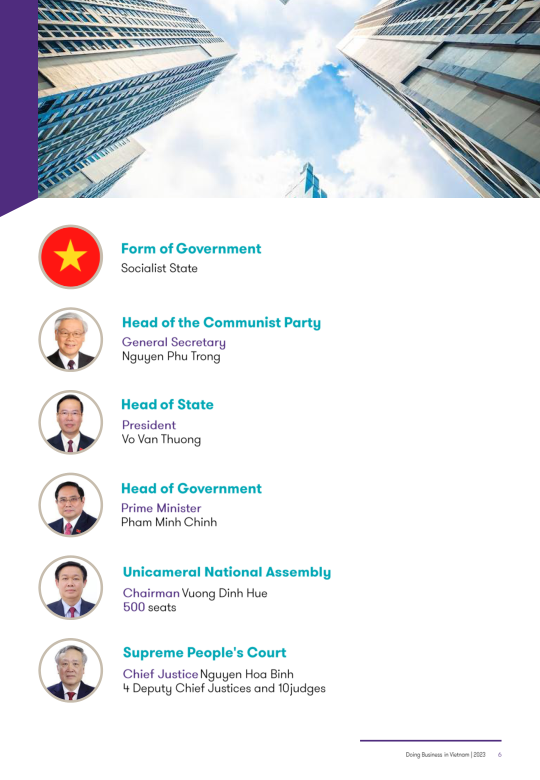 Form of Government
Socialist State
Head of the Communist Party
General Secretary
Nguyen Phu Trong
Head of State
President
Vo Van Thuong
Head of Government
Prime Minister
Pham Minh Chinh
Unicameral National Assembly
Chairman Vuong Dinh Hue
500 seats
Supreme People's Court
Chief Justice Nguyen Hoa Binh
4 Deputy Chief Justices and 10judges
Doing Business in Vietnam | 2023 6